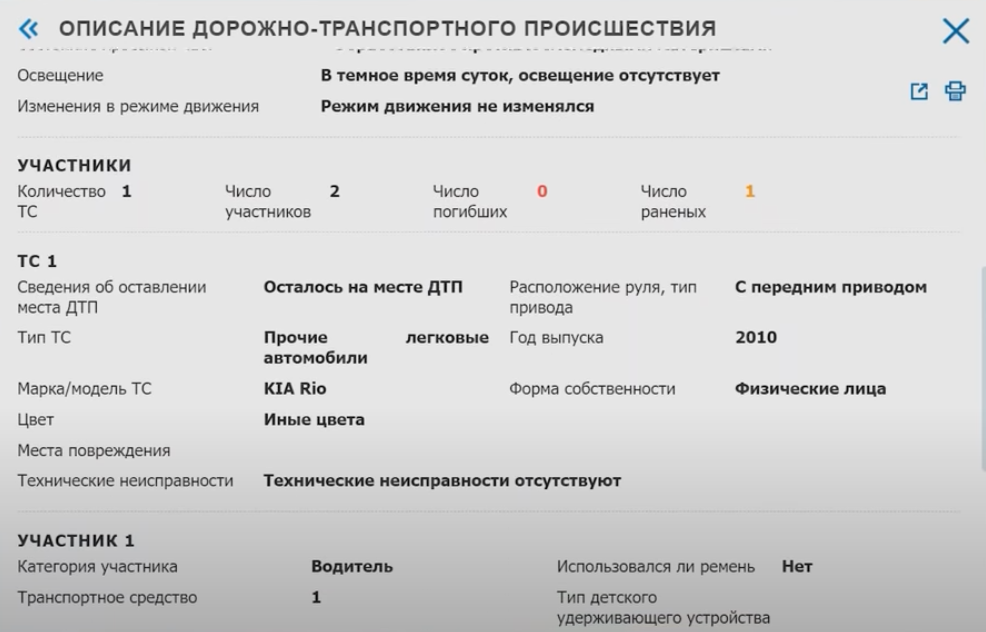 ОПИСАНИЕ ДОРОЖНО-ТРАНСПОРТНОГО ПРОИСШЕСТВИЯ
Освещение В темное время суток, освещение отсутствует
Изменения в режиме движения Режим движения не изменялся
УЧАСТНИКИ
Количество 1 Число 2 Число 0 Число 1
ТС участников погибших раненых
ТС 1
Сведения об оставлении Осталось на месте ДТП Расположение руля, тип С передним приводом
места ДТП привода
Тип ТС Прочие легковые Год выпуска 2010
автомобили
Марка/модель ТС KIA Rio Форма собственности Физические лица
Цвет Иные цвета
Места повреждения
Технические неисправности Технические неисправности отсутствуют
УЧАСТНИК 1
Категория участника Водитель Использовался ли ремень Нет
Транспортное средство 1 Тип детского
удерживающего устройства